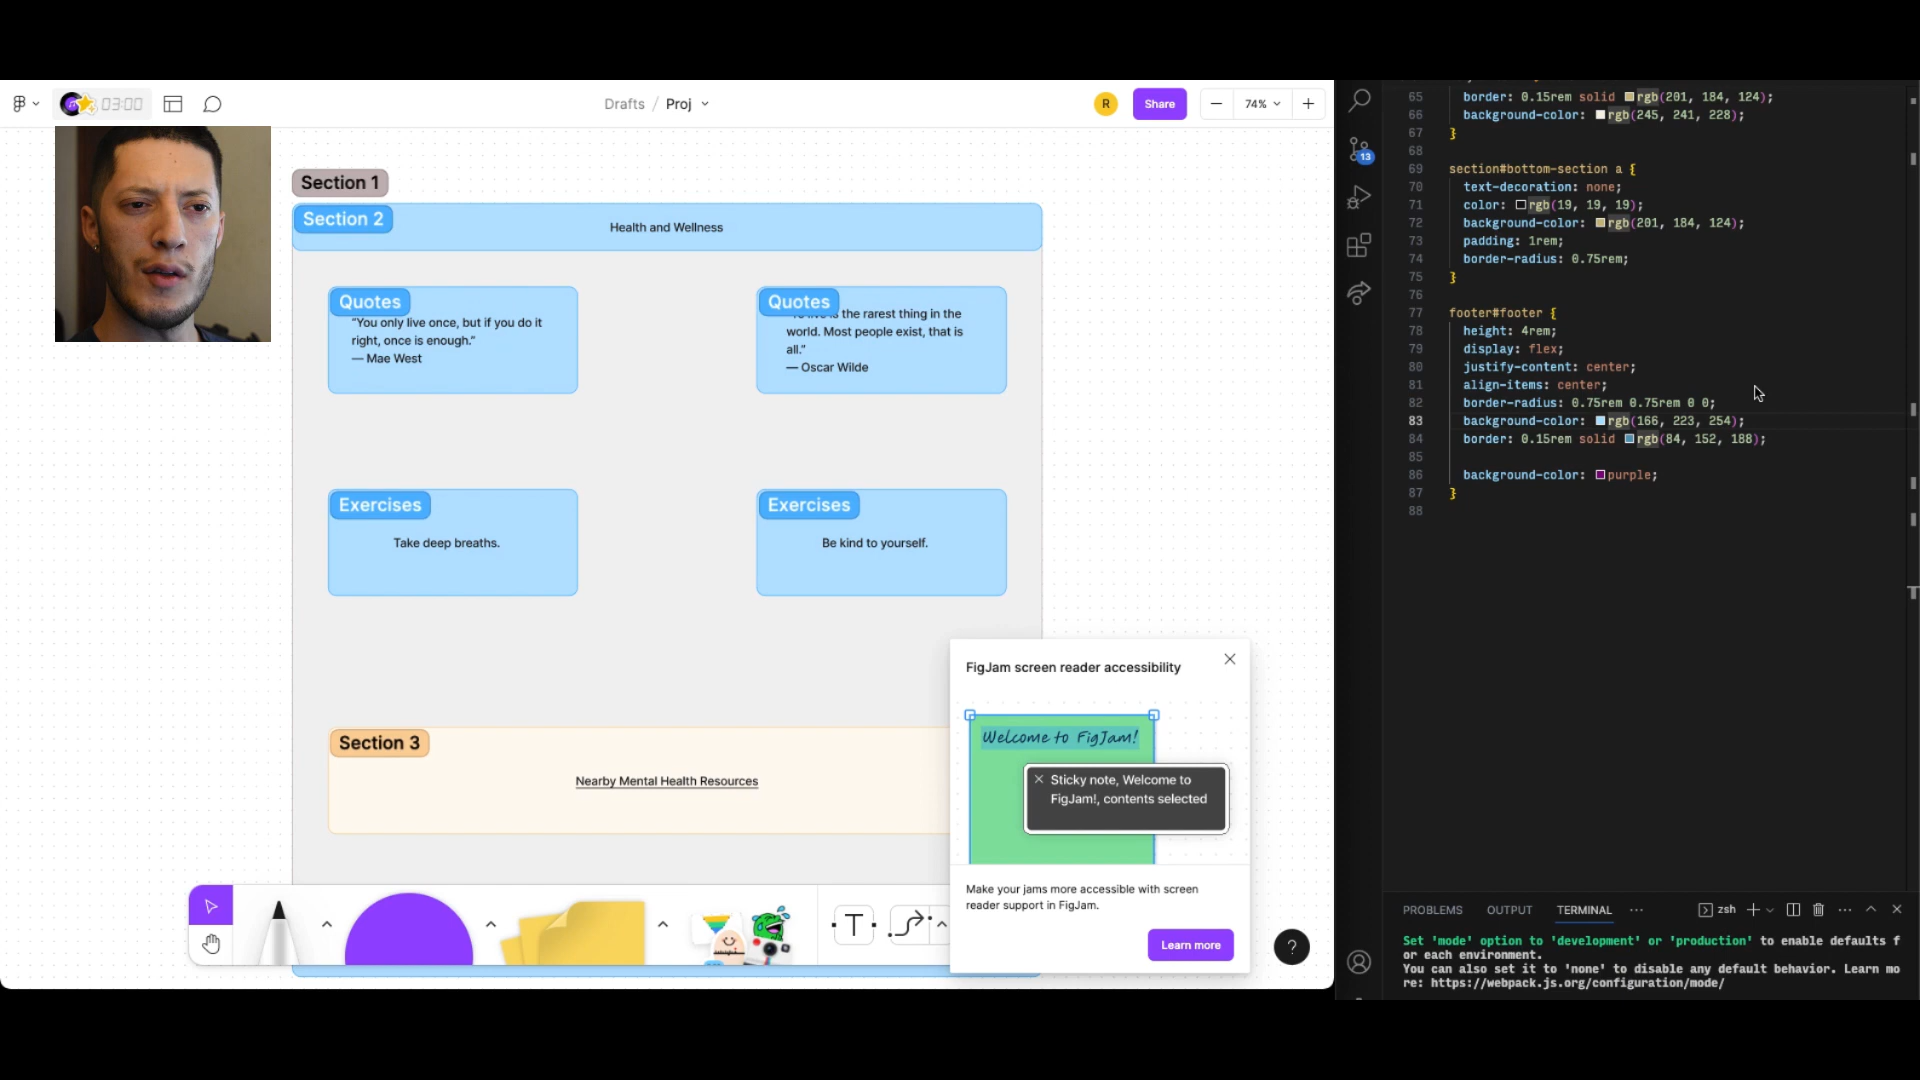 03:00
Drafts / Proj
R
Share
74%
Section 1
Section 2
Health and Wellness
Quotes
“You only live once, but if you do it
right, once is enough.”
— Mae West
Quotes
is the rarest thing in the
world. Most people exist, that is
all.”
— Oscar Wilde
Exercises
Take deep breaths.
Exercises
Be kind to yourself.
Section 3
Nearby Mental Health Resources
FigJam screen reader accessibility
Welcome to FigJam!
Sticky note, Welcome to
FigJam!, contents selected
Make your jams more accessible with screen
reader support in FigJam.
Learn more
?
T
13
65 border: 0.15rem solid rgb(201, 184, 124);
66 background-color: rgb(245, 241, 228);
67 }
68
69 section#bottom-section a {
70 text-decoration: none;
71 color: rgb(19, 19, 19);
72 background-color: rgb(201, 184, 124);
73 padding: 1rem;
74 border-radius: 0.75rem;
75 }
76
77 footer#footer {
78 height: 4rem;
79 display: flex;
80 justify-content: center;
81 align-items: center;
82 border-radius: 0.75rem 0.75rem 0 0;
83 background-color: rgb(166, 223, 254);
84 border: 0.15rem solid rgb(84, 152, 188);
85
86 background-color: purple;
87 }
88
PROBLEMS OUTPUT TERMINAL ··· zsh
Set 'mode' option to 'development' or 'production' to enable defaults f
or each environment.
You can also set it to 'none' to disable any default behavior. Learn mo
re: https://webpack.js.org/configuration/mode/